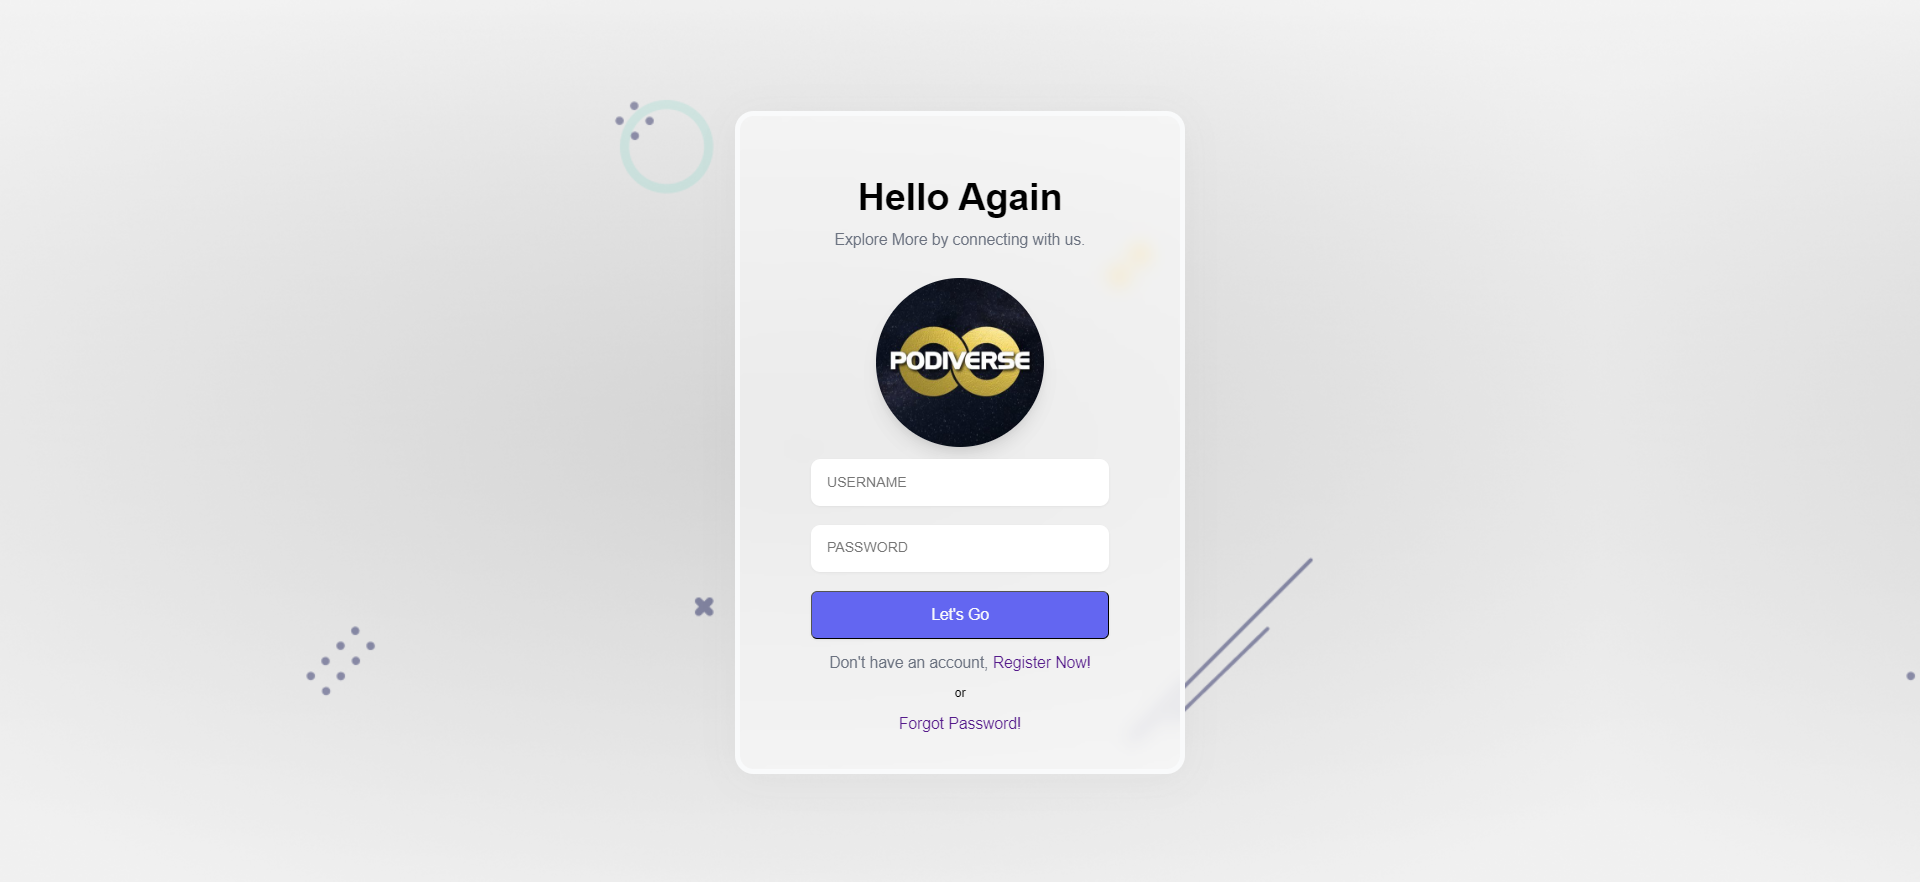 Hello Again
Explore More by connecting with us.
PODIVERSE
USERNAME
PASSWORD
Let's Go
Don't have an account, Register Now!
or
Forgot Password!